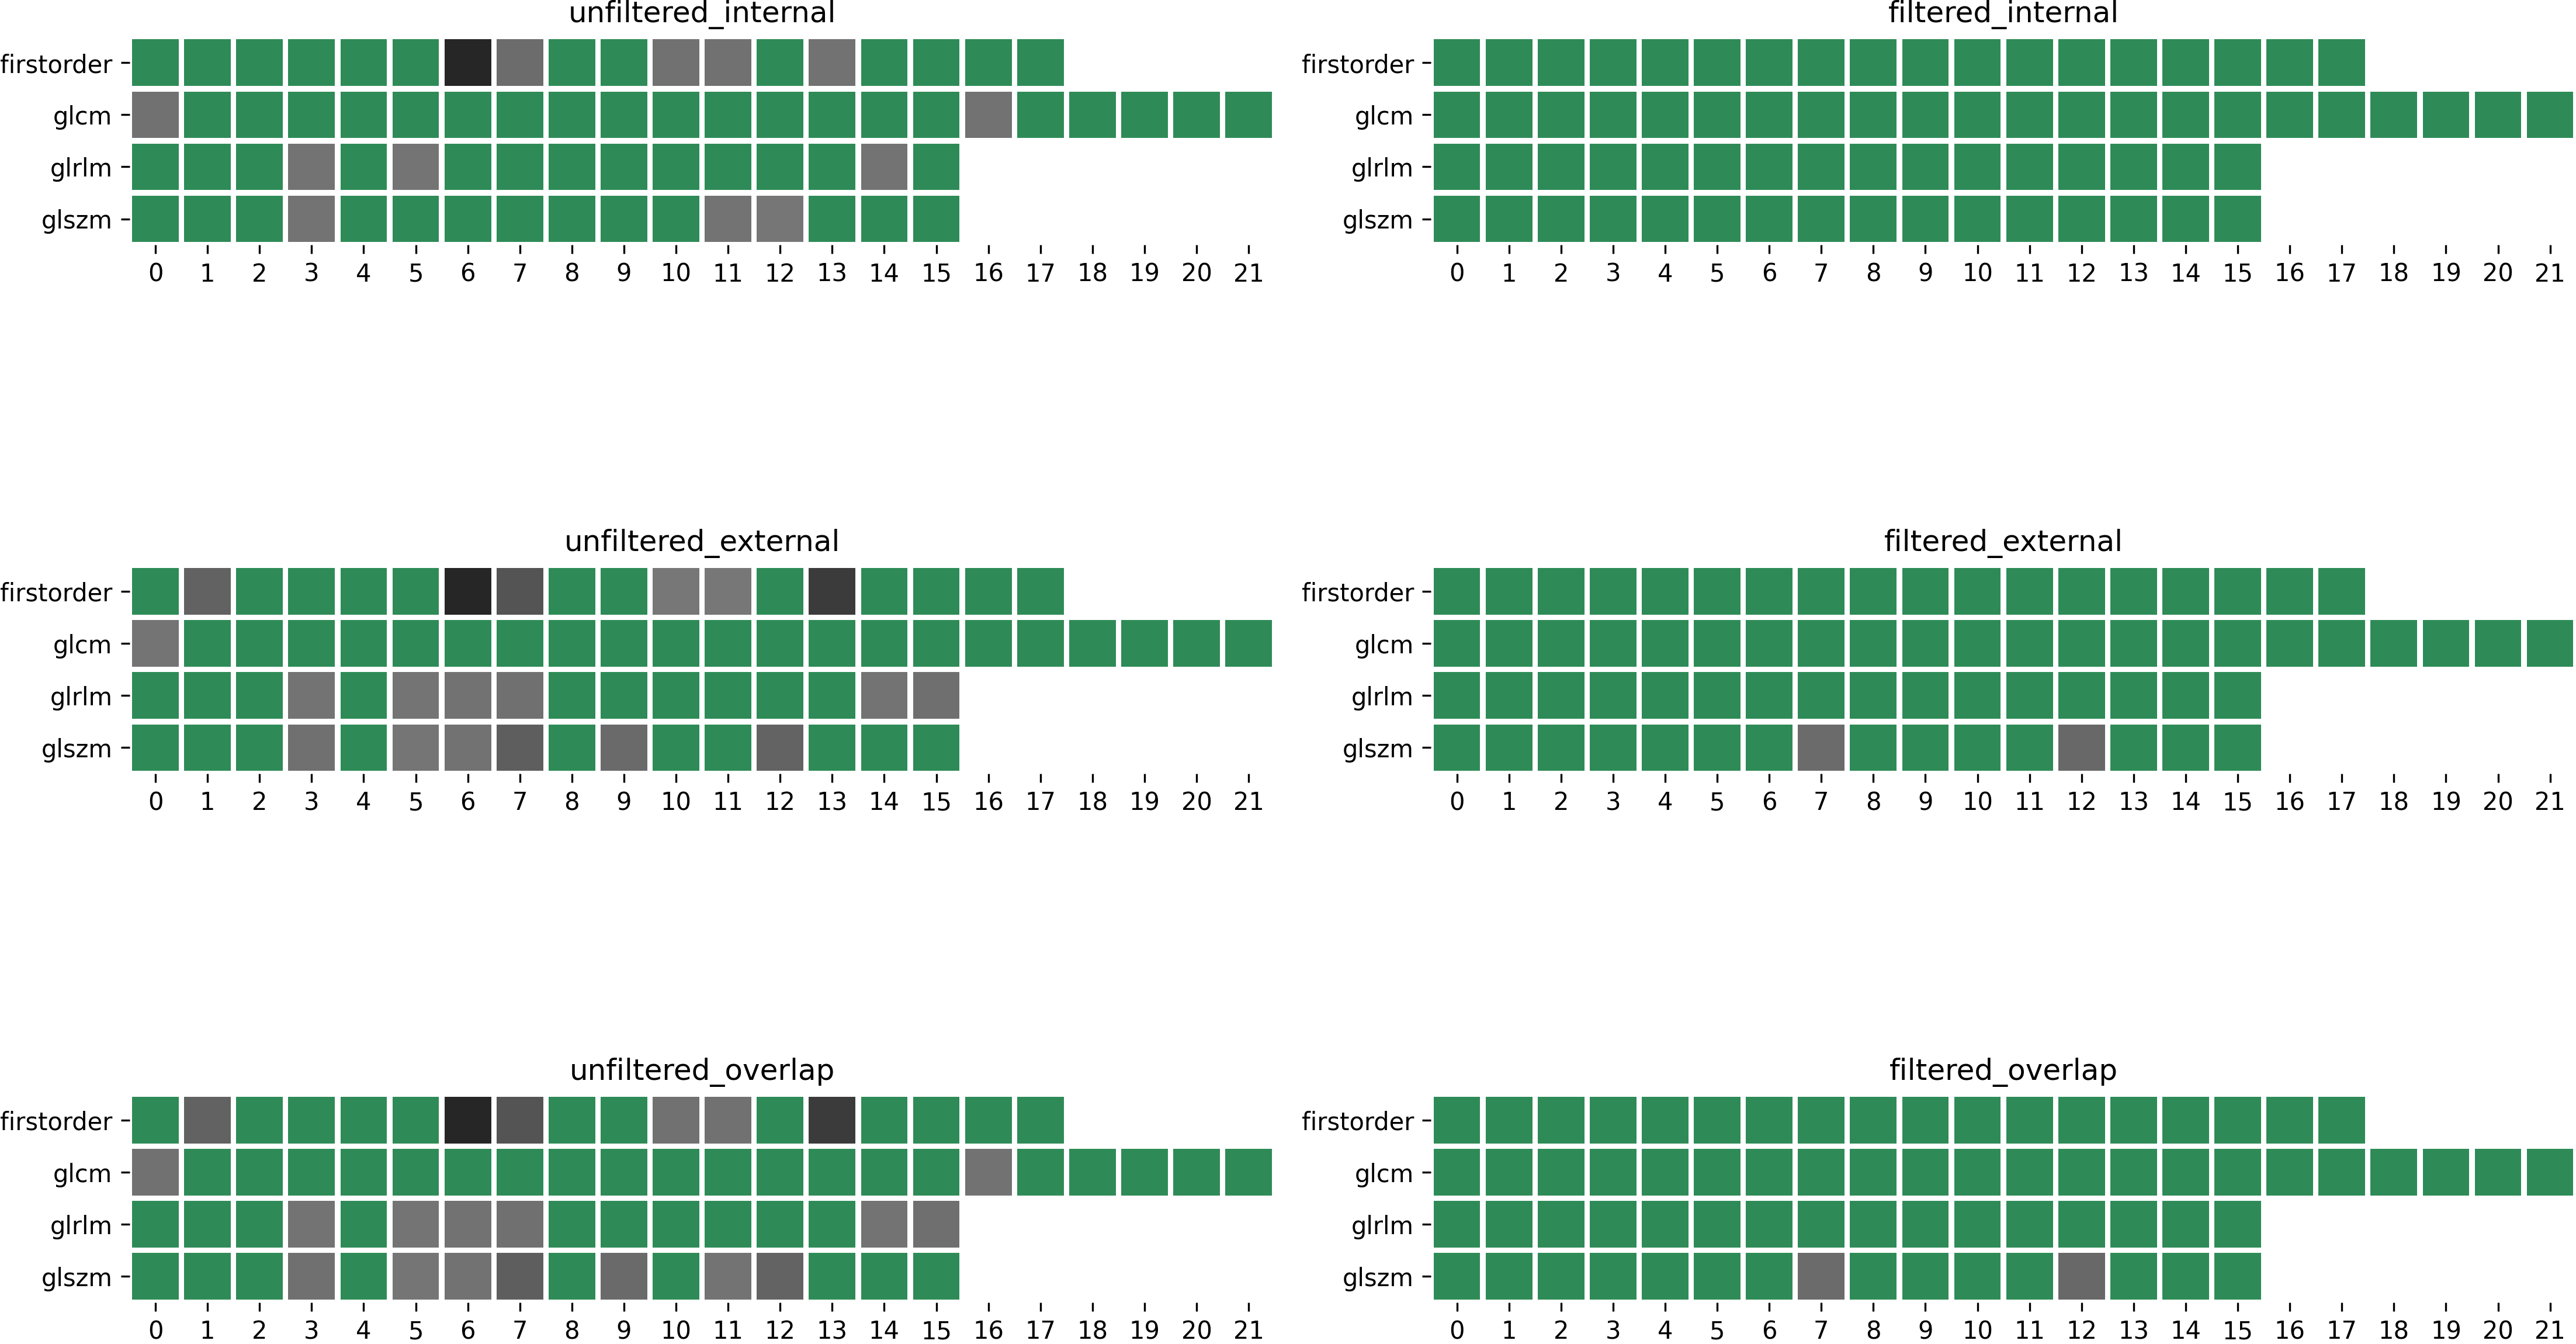 unfiltered_internal
firstorder
glcm
glrlm
glszm
0 1 2 3 4 5 6 7 8 9 10 11 12 13 14 15 16 17 18 19 20 21
filtered_internal
firstorder
glcm
glrlm
glszm
0 1 2 3 4 5 6 7 8 9 10 11 12 13 14 15 16 17 18 19 20 21
unfiltered_external
firstorder
glcm
glrlm
glszm
0 1 2 3 4 5 6 7 8 9 10 11 12 13 14 15 16 17 18 19 20 21
filtered_external
firstorder
glcm
glrlm
glszm
0 1 2 3 4 5 6 7 8 9 10 11 12 13 14 15 16 17 18 19 20 21
unfiltered_overlap
firstorder
glcm
glrlm
glszm
0 1 2 3 4 5 6 7 8 9 10 11 12 13 14 15 16 17 18 19 20 21
filtered_overlap
firstorder
glcm
glrlm
glszm
0 1 2 3 4 5 6 7 8 9 10 11 12 13 14 15 16 17 18 19 20 21